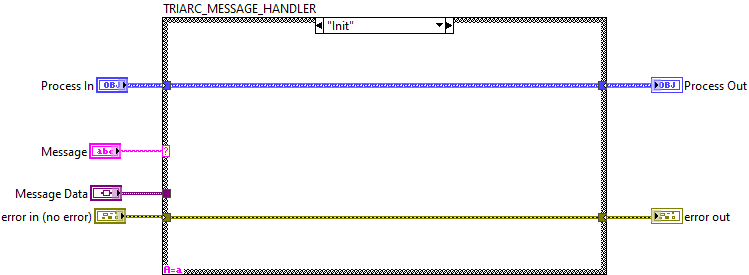 TRIARC_MESSAGE_HANDLER
"Init"
Process In
OBJ
OBJ
Process Out
Message
abc
?
Message Data
error in (no error)
error out
A=a